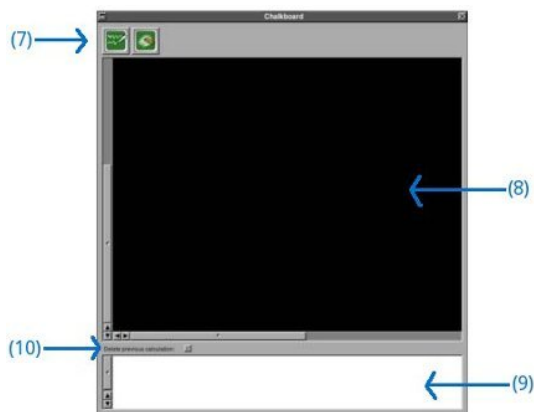 Chalkboard
(7)
(8)
Delete previous calculation
(10)
(9)